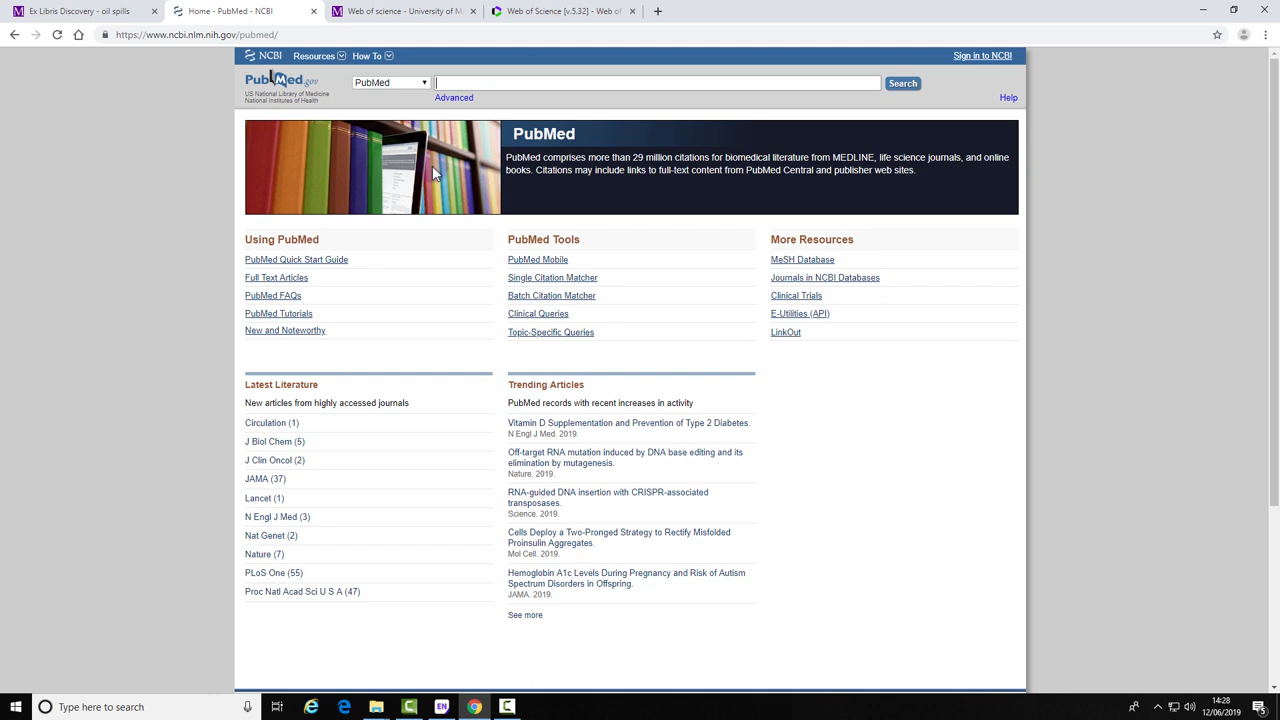 Ex Libris Discovery - oil spills
Home - PubMed - NCBI
Web of science - University of M
Web of Science [v.5.32] - Web of
https://www.ncbi.nlm.nih.gov/pubmed/
NCBI Resources How To Sign in to NCBI
PubMed.gov
US National Library of Medicine
National Institutes of Health
PubMed
Search
Advanced
Help
PubMed
PubMed comprises more than 29 million citations for biomedical literature from MEDLINE, life science journals, and online
books. Citations may include links to full-text content from PubMed Central and publisher web sites.
Using PubMed
PubMed Quick Start Guide
Full Text Articles
PubMed FAQs
PubMed Tutorials
New and Noteworthy
PubMed Tools
PubMed Mobile
Single Citation Matcher
Batch Citation Matcher
Clinical Queries
Topic-Specific Queries
More Resources
MeSH Database
Journals in NCBI Databases
Clinical Trials
E-Utilities (API)
LinkOut
Latest Literature
New articles from highly accessed journals
Circulation (1)
J Biol Chem (5)
J Clin Oncol (2)
JAMA (37)
Lancet (1)
N Engl J Med (3)
Nat Genet (2)
Nature (7)
PLoS One (55)
Proc Natl Acad Sci U S A (47)
Trending Articles
PubMed records with recent increases in activity
Vitamin D Supplementation and Prevention of Type 2 Diabetes.
N Engl J Med. 2019.
Off-target RNA mutation induced by DNA base editing and its
elimination by mutagenesis.
Nature. 2019.
RNA-guided DNA insertion with CRISPR-associated
transposases.
Science. 2019.
Cells Deploy a Two-Pronged Strategy to Rectify Misfolded
Proinsulin Aggregates.
Mol Cell. 2019.
Hemoglobin A1c Levels During Pregnancy and Risk of Autism
Spectrum Disorders in Offspring.
JAMA. 2019.
See more
Type here to search
EN
14:28
12/06/2019
5